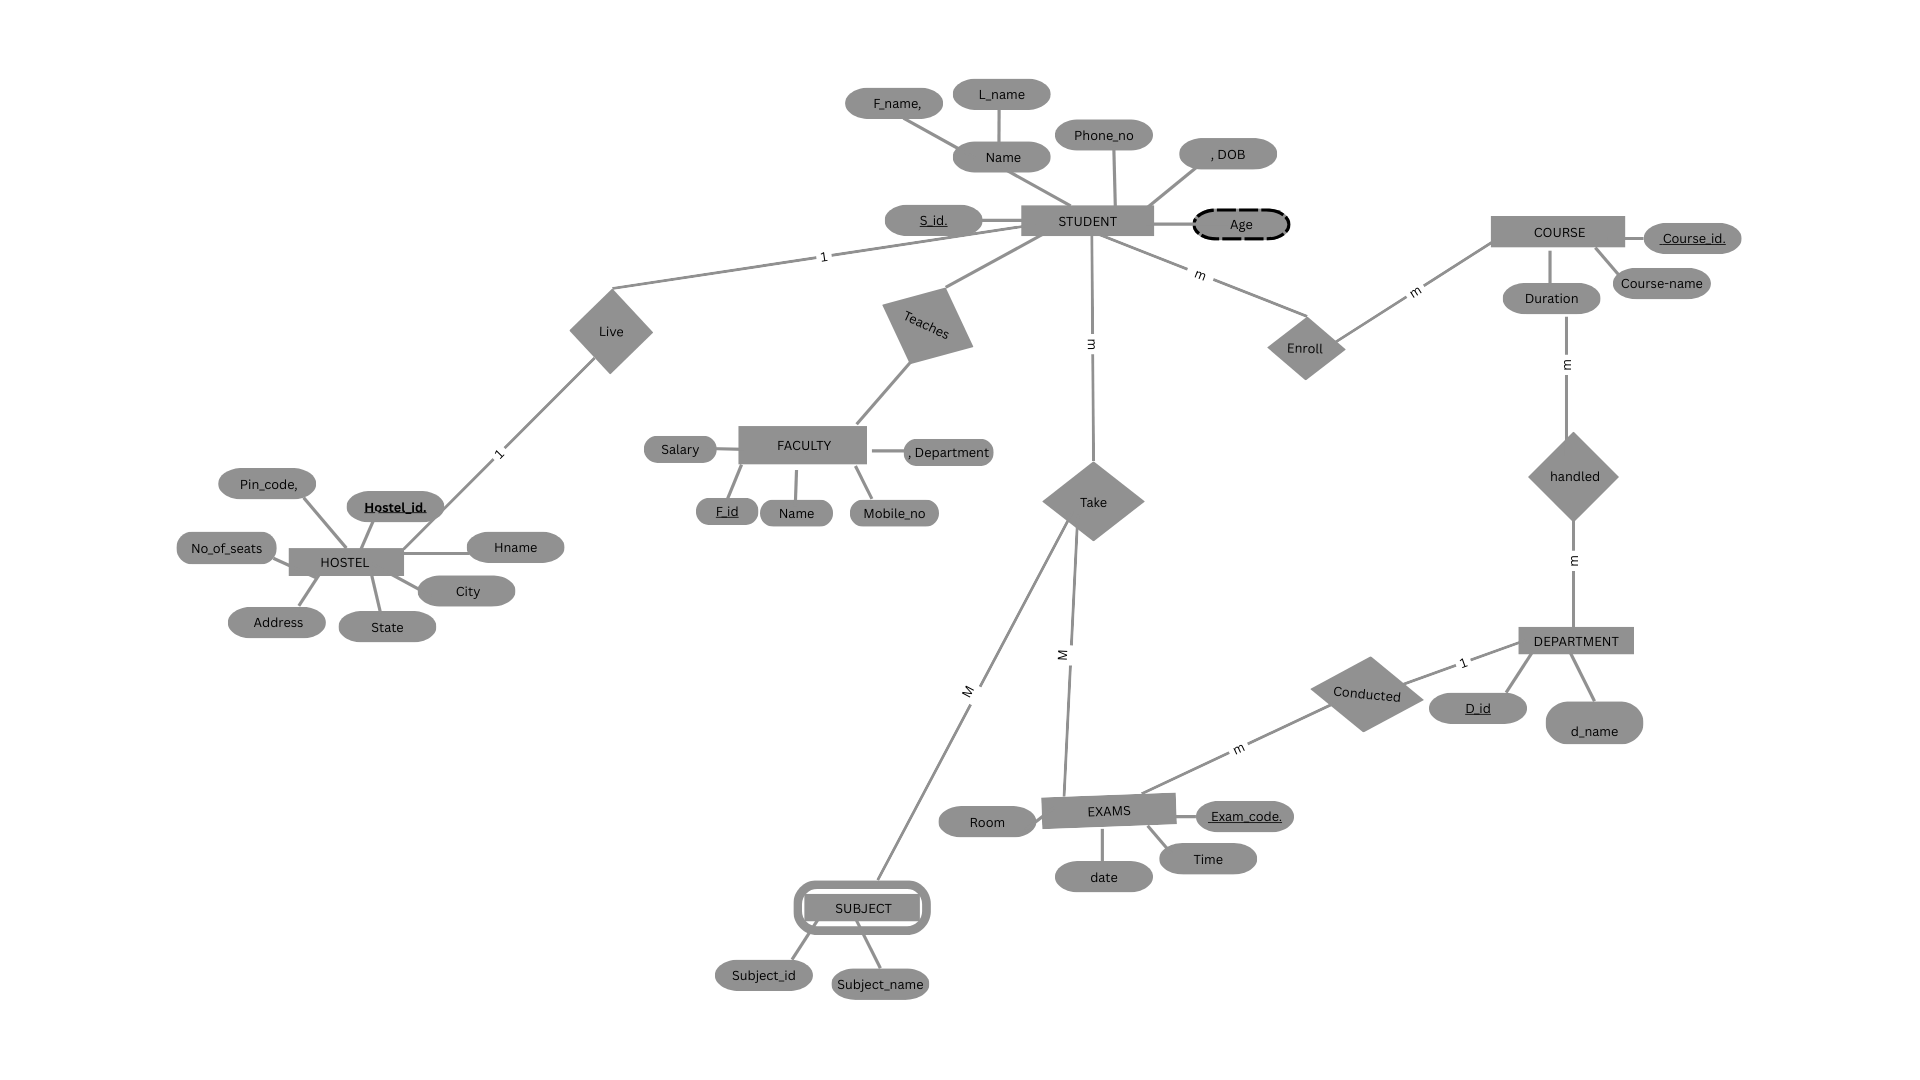 L_name
F_name,
Phone_no
, DOB
Name
S_id.
STUDENT
Age
COURSE
Course_id.
Course-name
Duration
1
m
m
Live
Teaches
Enroll
m
m
1
Salary
FACULTY
, Department
F_id
Name
Mobile_no
Take
handled
Pin_code,
Hostel_id.
No_of_seats
Hname
HOSTEL
City
Address
State
m
M
M
DEPARTMENT
1
Conducted
D_id
d_name
m
Room
EXAMS
Exam_code.
Time
date
SUBJECT
Subject_id
Subject_name